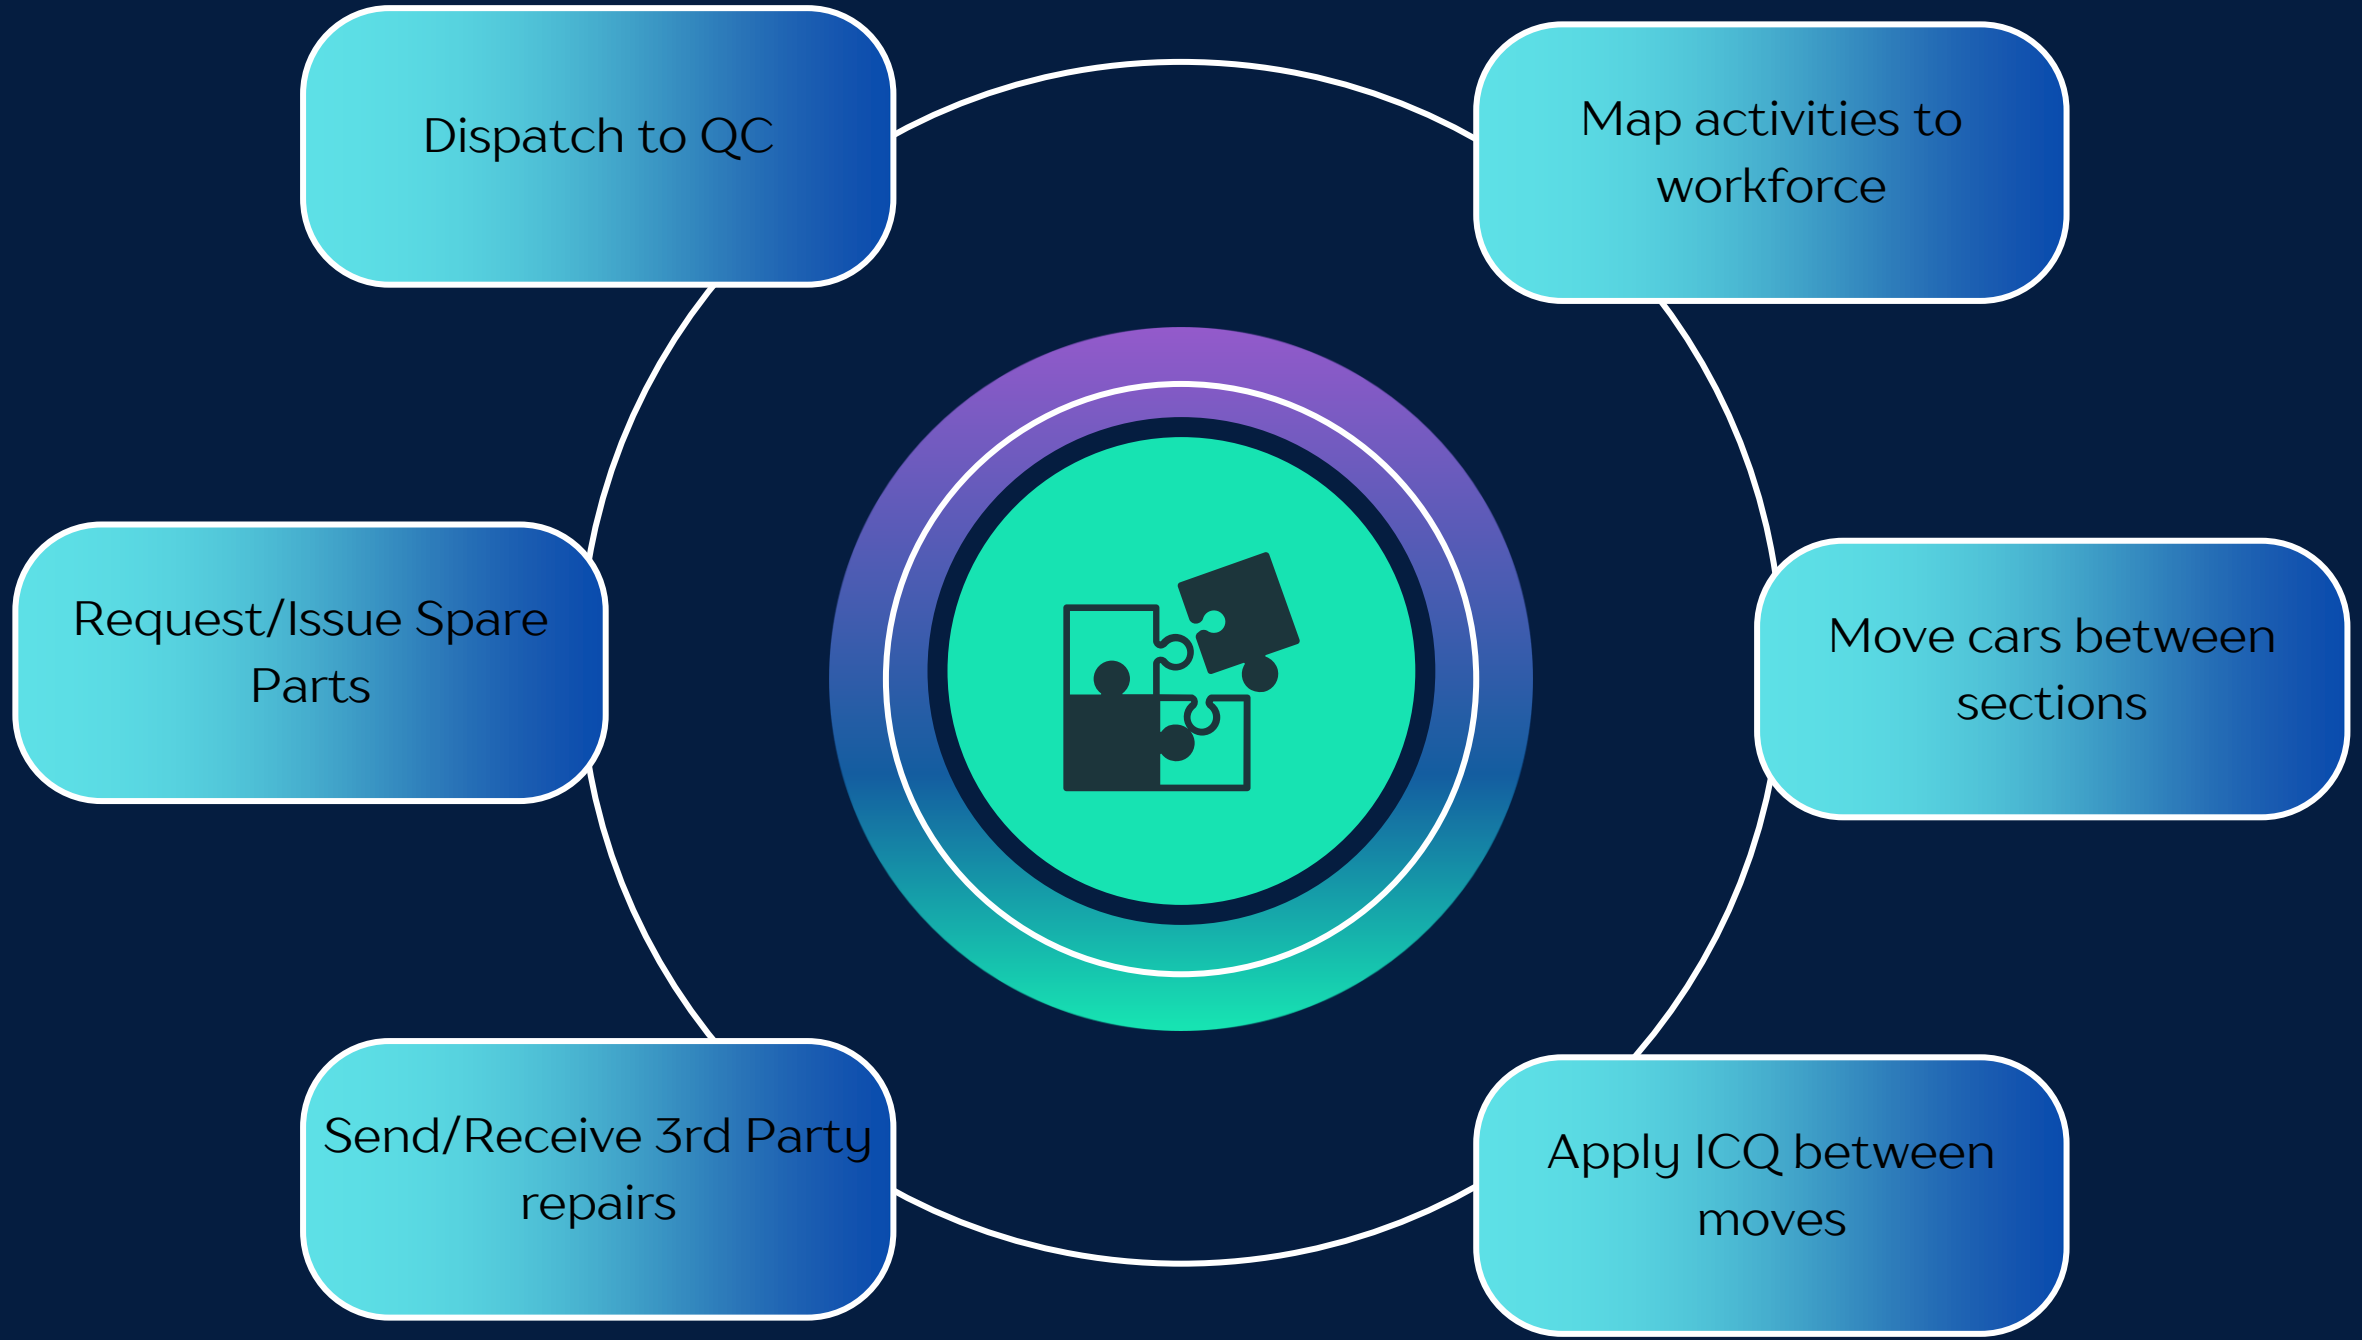 Dispatch to QC
Map activities to
workforce
Request/Issue Spare
Parts
Move cars between
sections
Send/Receive 3rd Party
repairs
Apply ICQ between
moves